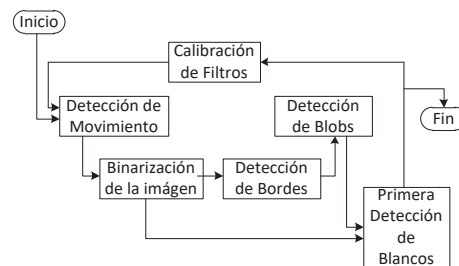 Inicio
Calibración
de Filtros
Detección de
Movimiento
Detección
de Blobs
Fin
Binarización
de la imágen
Detección
de Bordes
Primera
Detección
de
Blancos